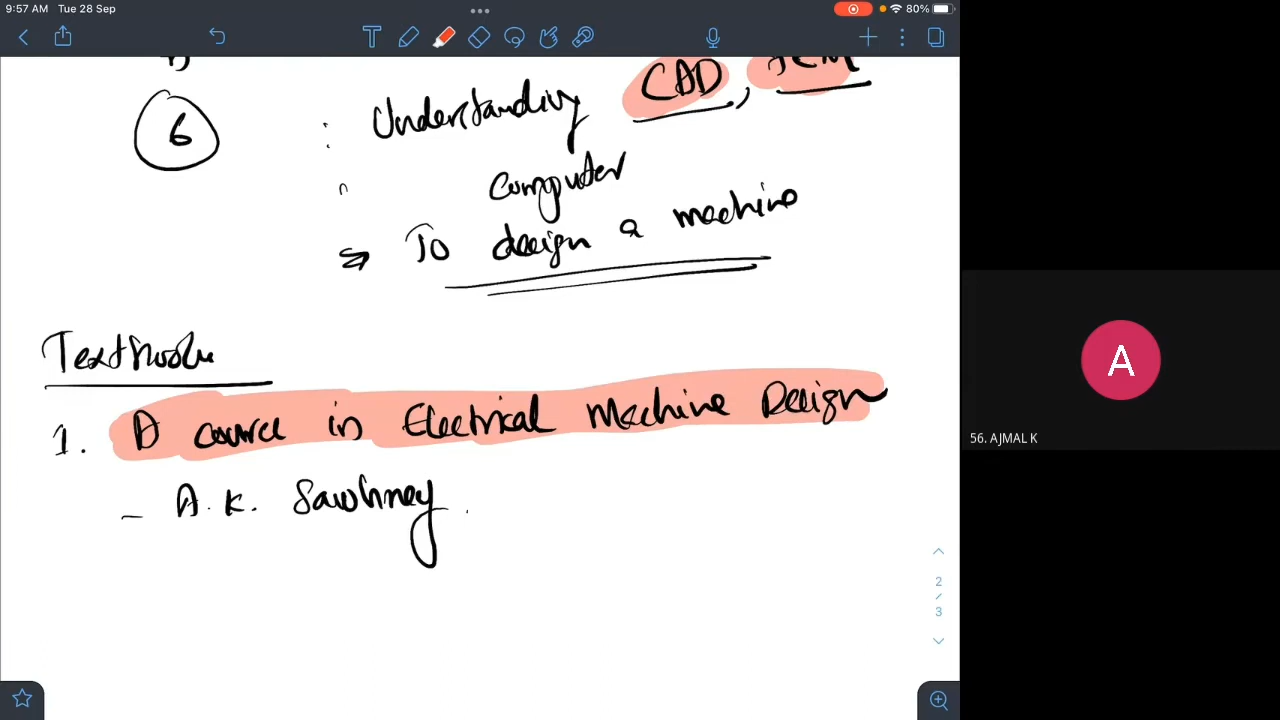 9:57 AM Tue 28 Sep
80%
6 : Understanding CAD,
computer
⇒ To design a machine
Textbook
1. A course in Electrical Machine Design
- A.K. Sawhney.
2
/
3
A
56. AJMAL K